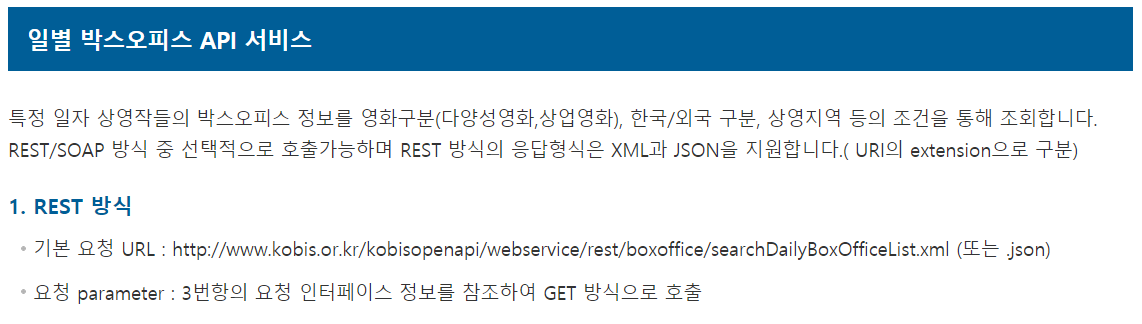 일별 박스오피스 API 서비스
특정 일자 상영작들의 박스오피스 정보를 영화구분(다양성영화,상업영화), 한국/외국 구분, 상영지역 등의 조건을 통해 조회합니다.
REST/SOAP 방식 중 선택적으로 호출가능하며 REST 방식의 응답형식은 XML과 JSON을 지원합니다.( URI의 extension으로 구분)
1. REST 방식
• 기본 요청 URL : http://www.kobis.or.kr/kobisopenapi/webservice/rest/boxoffice/searchDailyBoxOfficeList.xml (또는 .json)
• 요청 parameter : 3번항의 요청 인터페이스 정보를 참조하여 GET 방식으로 호출